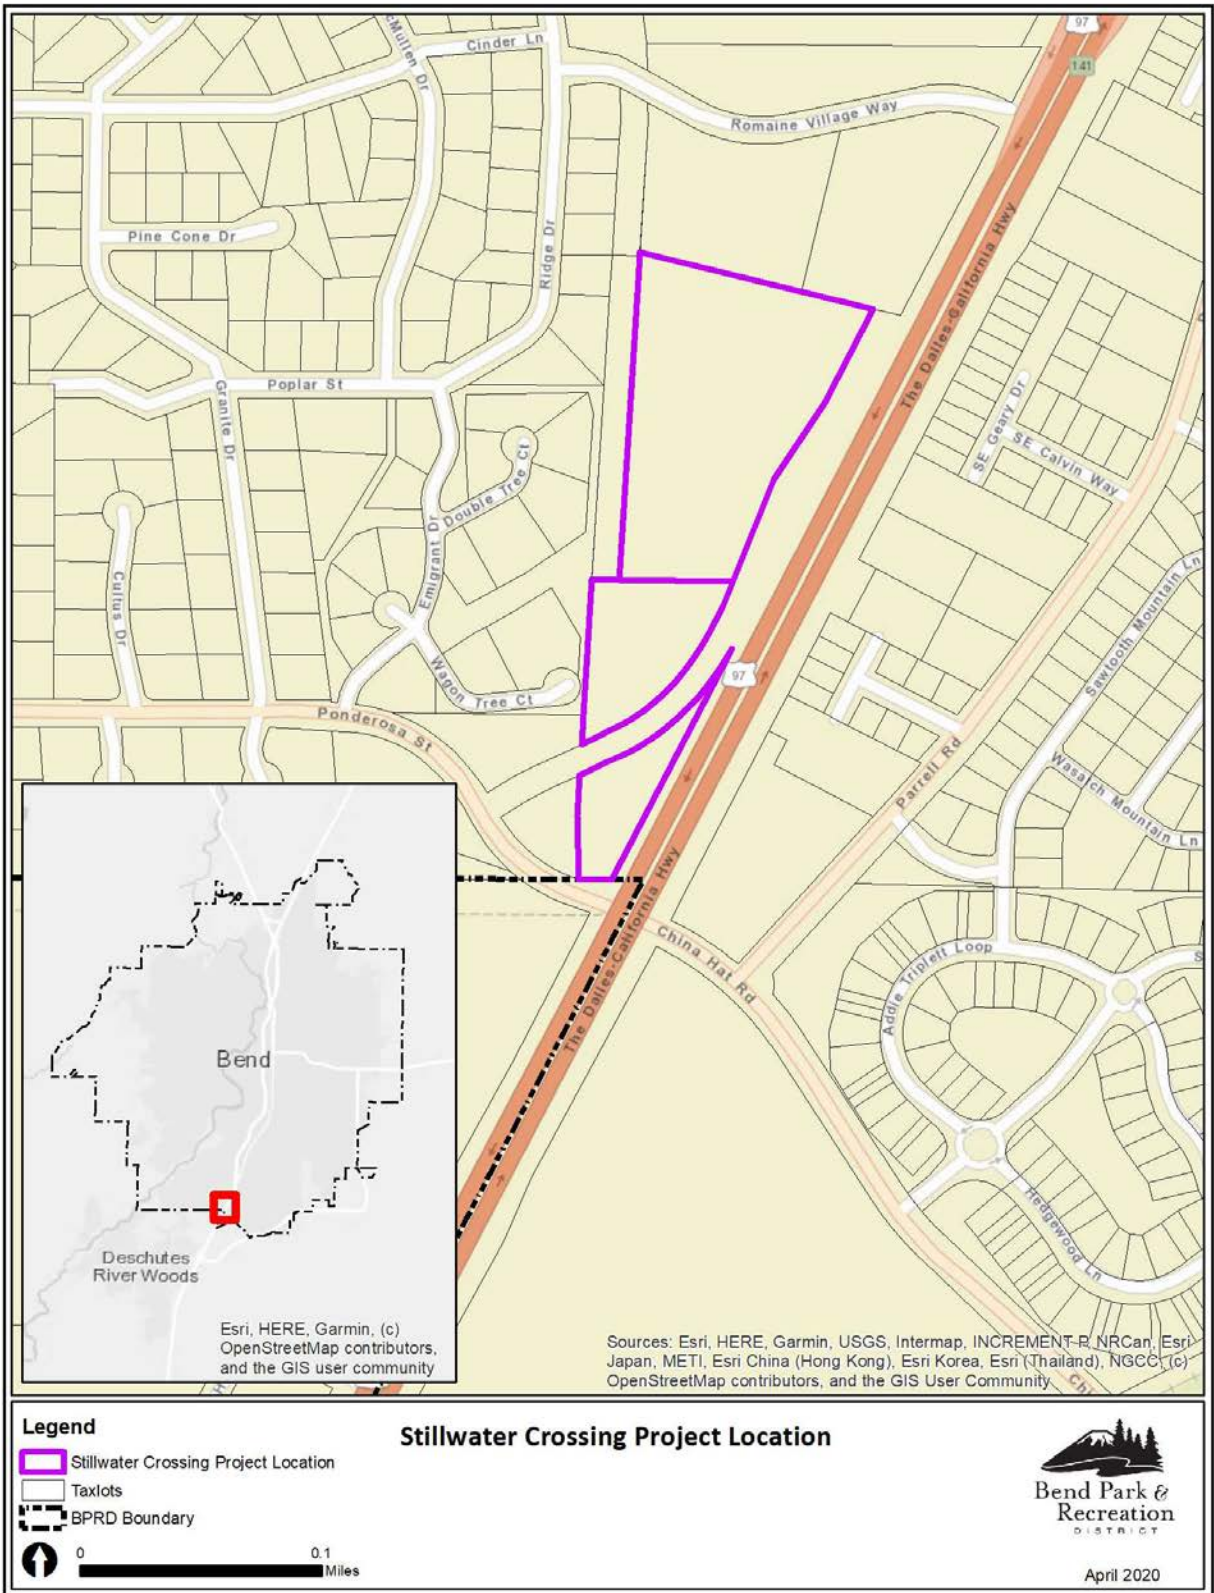 97
141
McMullen Dr
Cinder Ln
Romaine Village Way
Pine Cone Dr
Ridge Dr
The Dalles-California Hwy
Poplar St
Granite Dr
SE Geary Dr
SE Calvin Way
Double Tree Ct
Emigrant Dr
Cultus Dr
Sawtooth Mountain Ln
Wagon Tree Ct
97
Ponderosa St
Parrell Rd
Wasatch Mountain Ln
The Dalles-California Hwy
China Hat Rd
Addie Triplett Loop
S
Hedgewood Ln
Bend
Deschutes
River Woods
Esri, HERE, Garmin, (c)
OpenStreetMap contributors,
and the GIS user community
Sources: Esri, HERE, Garmin, USGS, Intermap, INCREMENT P, NRCan, Esri
Japan, METI, Esri China (Hong Kong), Esri Korea, Esri (Thailand), NGCC, (c)
OpenStreetMap contributors, and the GIS User Community
Chi
H
Legend
Stillwater Crossing Project Location
Stillwater Crossing Project Location
Taxlots
BPRD Boundary
0 0.1
Miles
Bend Park &
Recreation
DISTRICT
April 2020